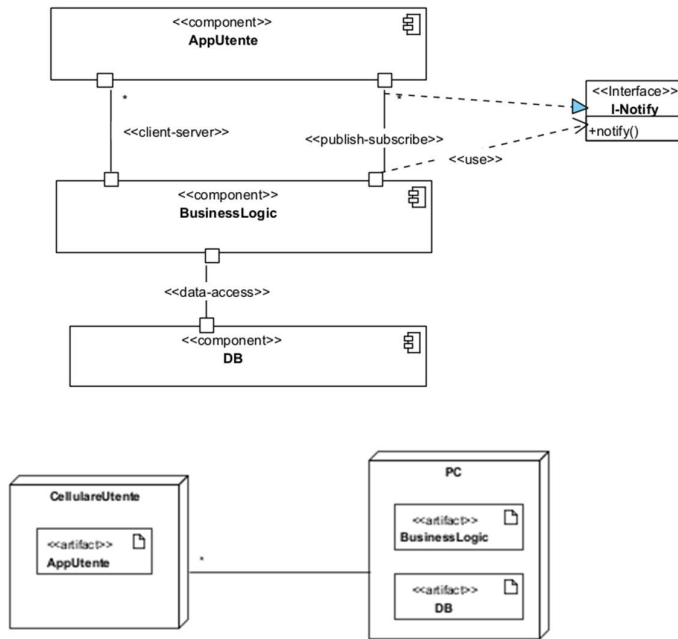 <<component>>
AppUtente
*
*
<<Interface>>
I-Notify
+notify()
<<client-server>>
<<publish-subscribe>>
<<use>>
<<component>>
BusinessLogic
<<data-access>>
<<component>>
DB
CellulareUtente
<<artifact>>
AppUtente
*
PC
<<artifact>>
BusinessLogic
<<artifact>>
DB